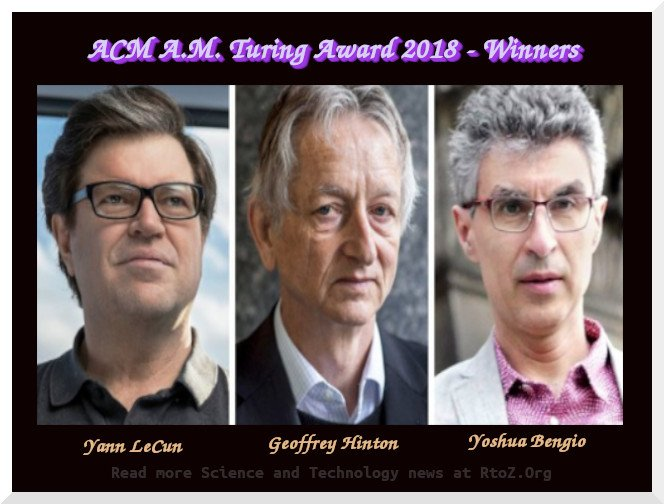 ACM A.M. Turing Award 2018 - Winners
Yann LeCun Geoffrey Hinton Yoshua Bengio
Read more Science and Technology news at RtoZ.Org